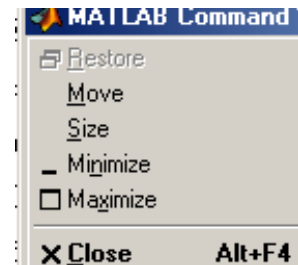 MATLAB Command
Restore
Move
Size
Minimize
Maximize
Close Alt+F4